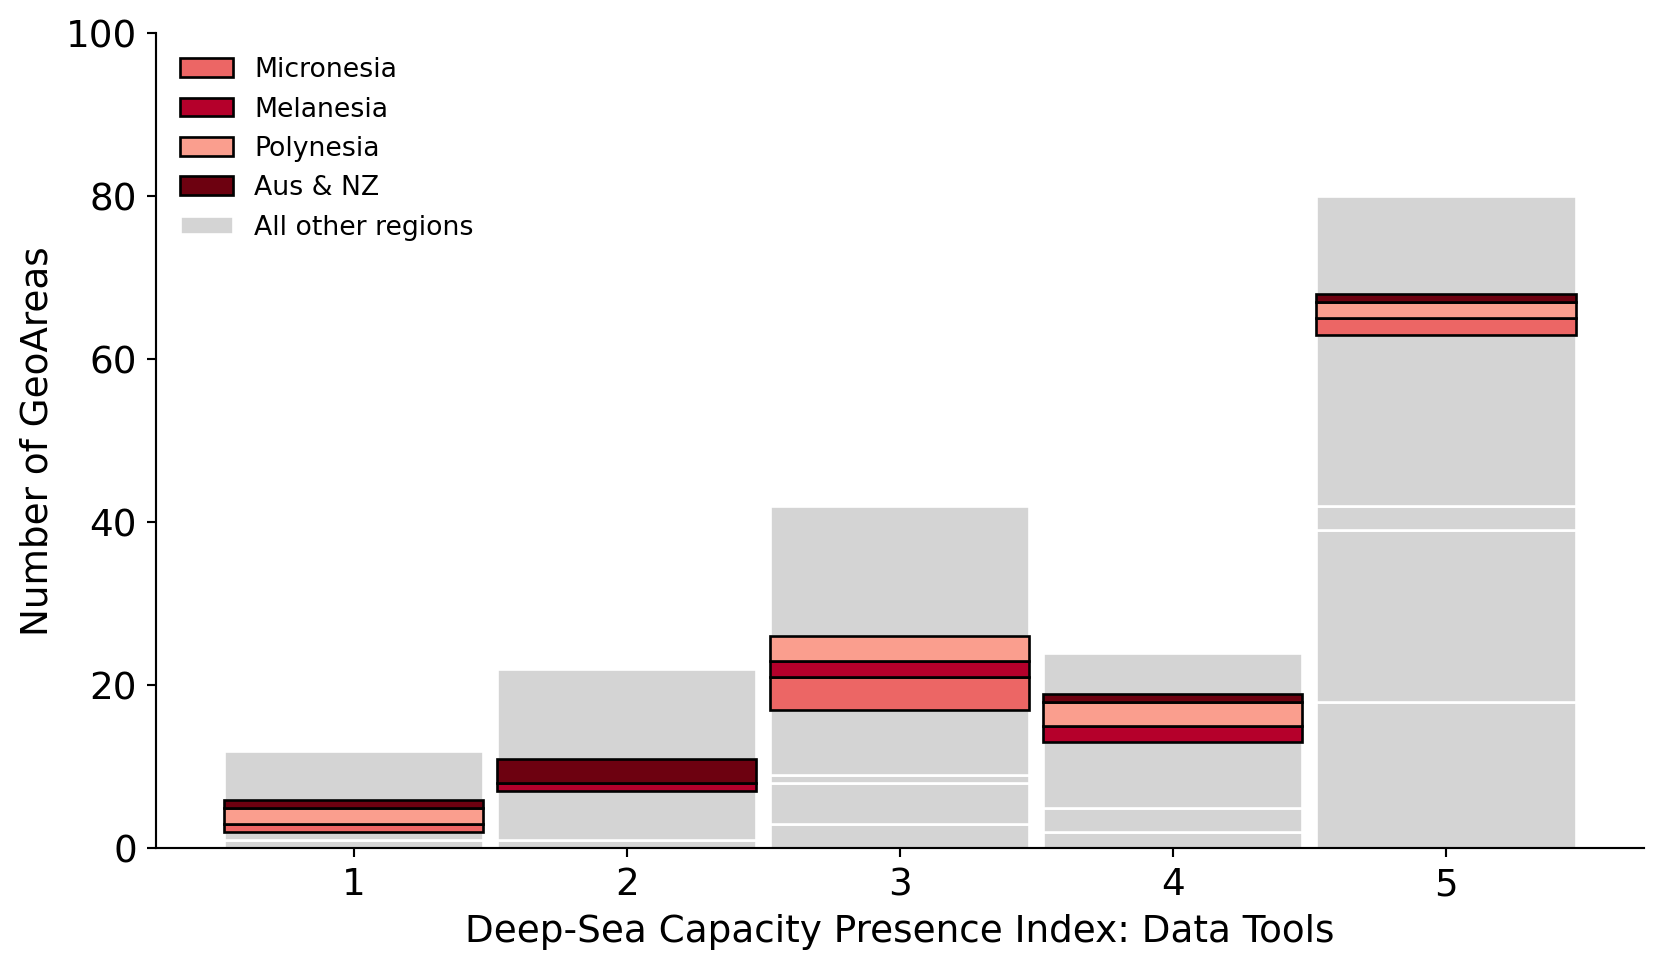 100
80
60
40
20
0
Number of GeoAreas
Micronesia
Melanesia
Polynesia
Aus & NZ
All other regions
1 2 3 4 5
Deep-Sea Capacity Presence Index: Data Tools